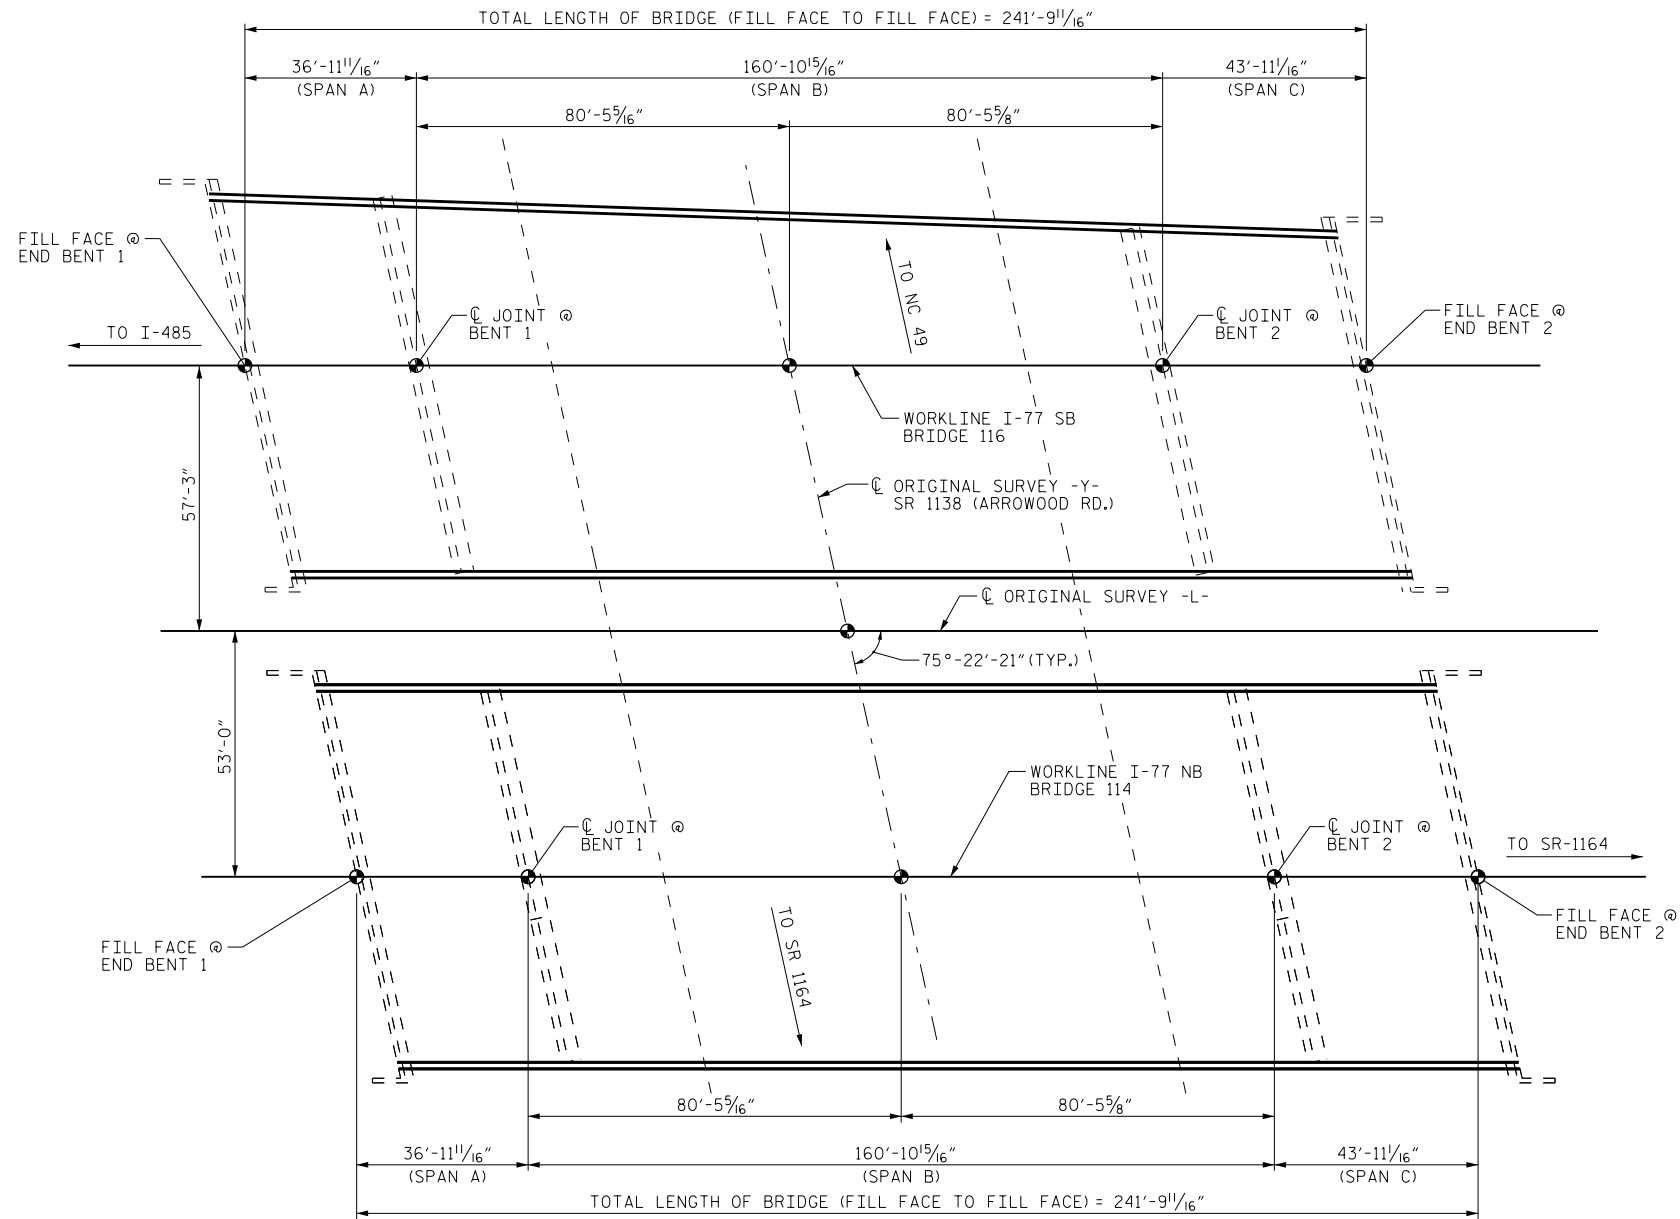 TOTAL LENGTH OF BRIDGE (FILL FACE TO FILL FACE) = 241'-9 11/16"
36'-11 11/16"
(SPAN A)
160'-10 15/16"
(SPAN B)
43'-11 1/16"
(SPAN C)
80'-5 5/16"
80'-5 5/8"
FILL FACE @
END BENT 1
TO I-485
℄ JOINT @
BENT 1
TO NC 49
℄ JOINT @
BENT 2
FILL FACE @
END BENT 2
WORKLINE I-77 SB
BRIDGE 116
57'-3"
℄ ORIGINAL SURVEY -Y-
SR 1138 (ARROWOOD RD.)
℄ ORIGINAL SURVEY -L-
75°-22'-21" (TYP.)
53'-0"
WORKLINE I-77 NB
BRIDGE 114
℄ JOINT @
BENT 1
℄ JOINT @
BENT 2
TO SR-1164
FILL FACE @
END BENT 1
TO SR 1164
FILL FACE @
END BENT 2
80'-5 5/16"
80'-5 5/8"
36'-11 11/16"
(SPAN A)
160'-10 15/16"
(SPAN B)
43'-11 1/16"
(SPAN C)
TOTAL LENGTH OF BRIDGE (FILL FACE TO FILL FACE) = 241'-9 11/16"